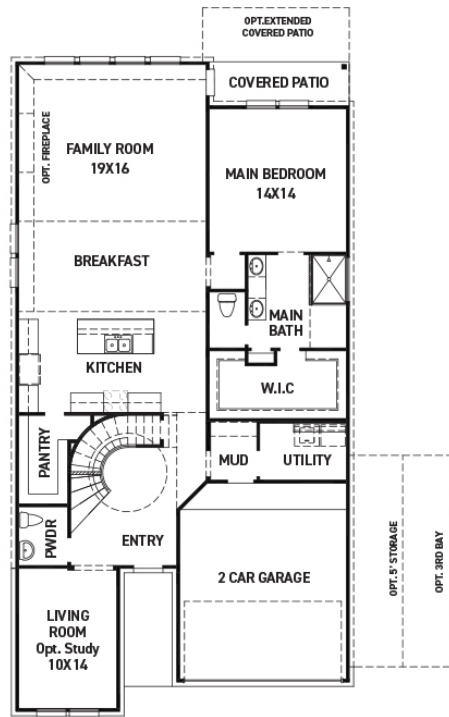 OPT.EXTENDED
COVERED PATIO
COVERED PATIO
FAMILY ROOM
19X16
OPT. FIREPLACE
MAIN BEDROOM
14X14
BREAKFAST
MAIN
BATH
KITCHEN
W.I.C
PANTRY
MUD
UTILITY
PWDR
ENTRY
2 CAR GARAGE
OPT. 5' STORAGE
OPT. 3RD BAY
LIVING
ROOM
Opt. Study
10X14